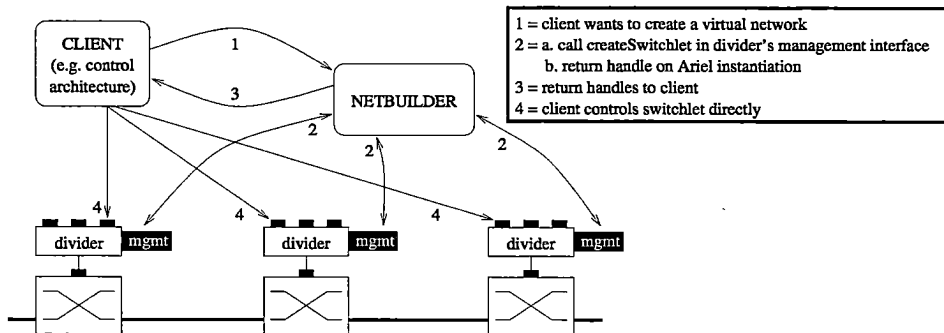 CLIENT
(e.g. control
architecture)
1
3
NETBUILDER
2
2
2
1 = client wants to create a virtual network
2 = a. call createSwitchlet in divider's management interface
b. return handle on Ariel instantiation
3 = return handles to client
4 = client controls switchlet directly
4
4
4
divider
mgmt
divider
mgmt
divider
mgmt